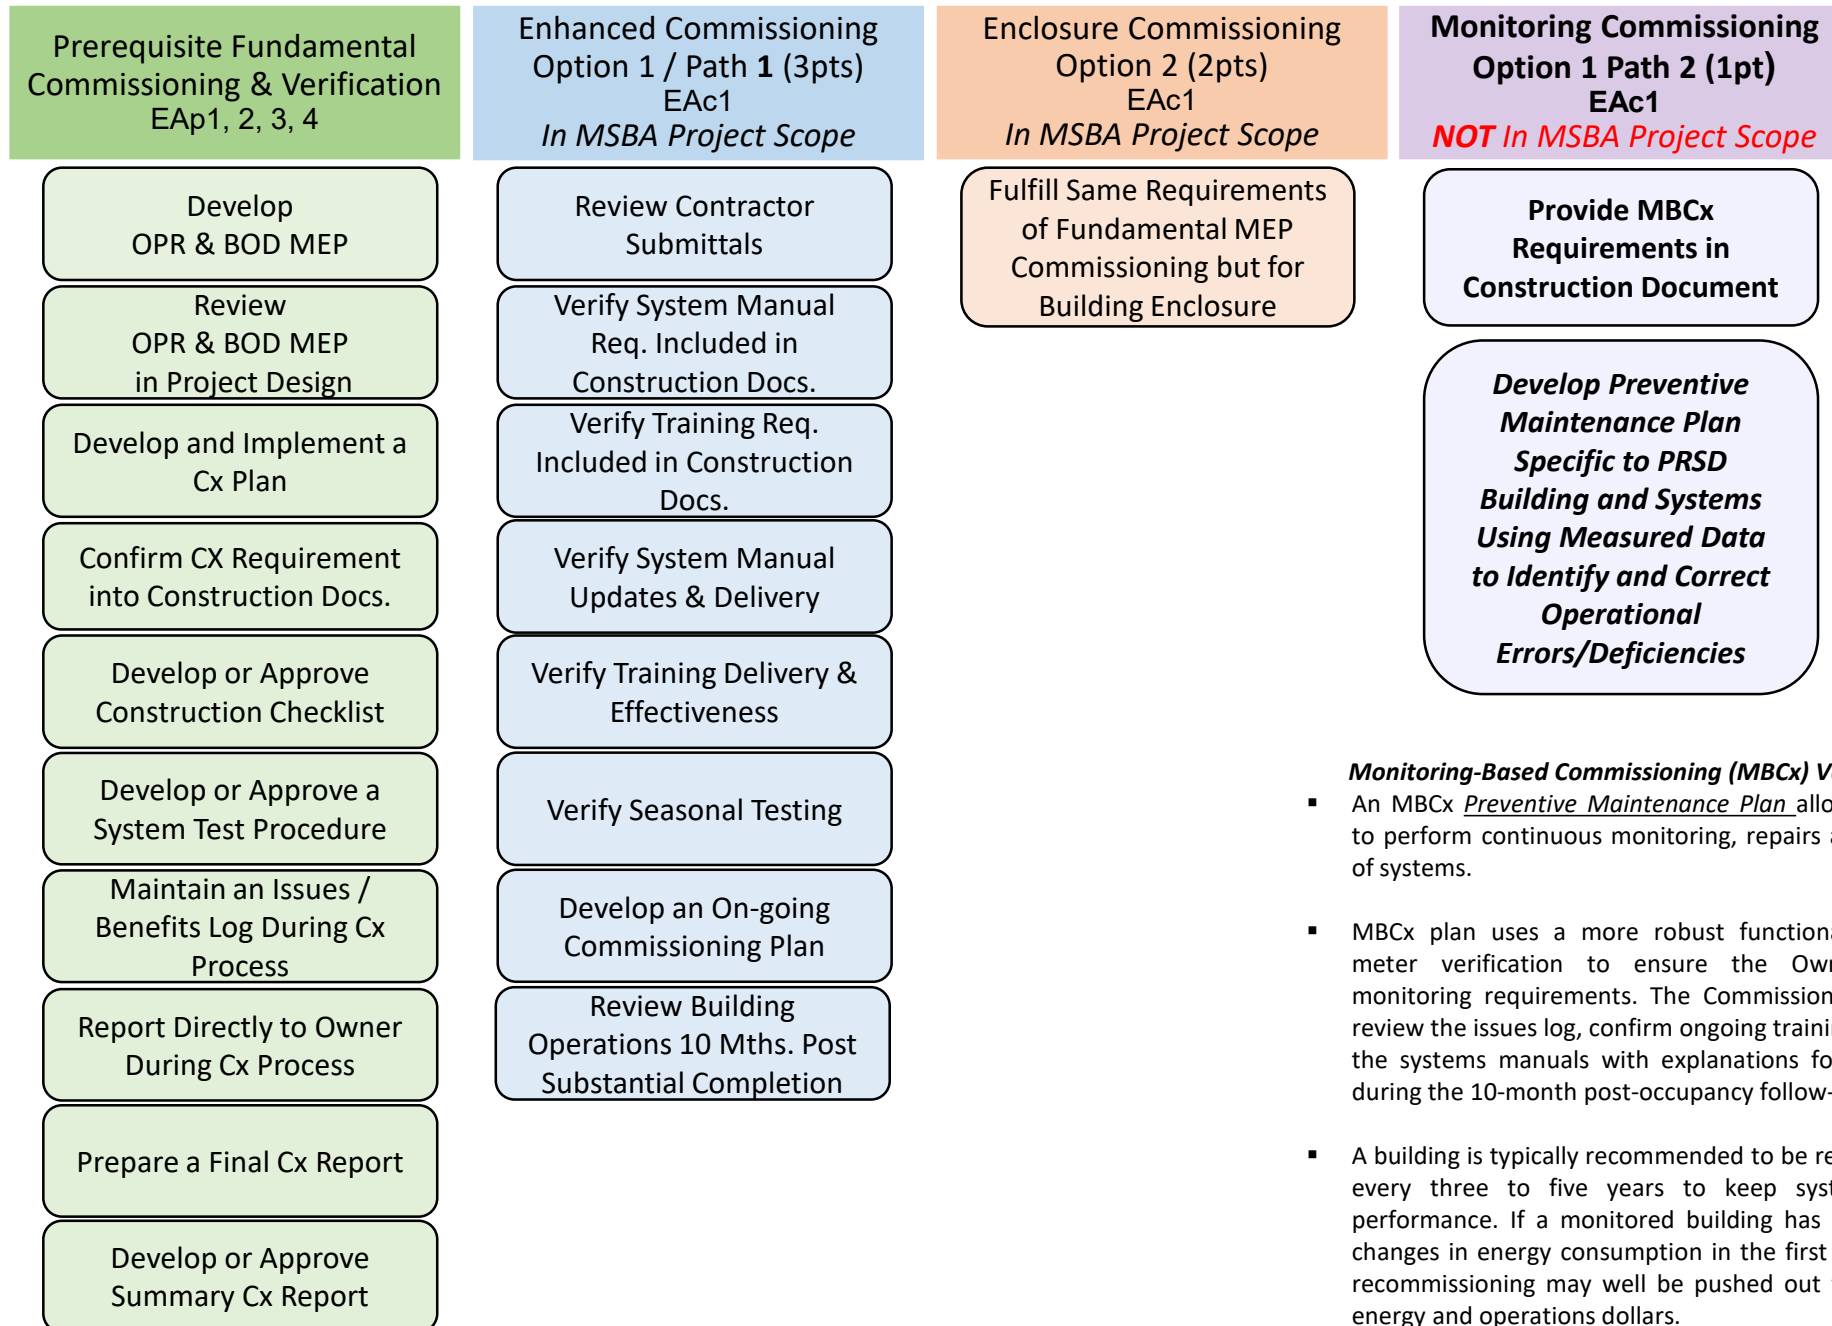 Prerequisite Fundamental
Commissioning & Verification
EAp1, 2, 3, 4
Develop
OPR & BOD MEP
Review
OPR & BOD MEP
in Project Design
Develop and Implement a
Cx Plan
Confirm CX Requirement
into Construction Docs.
Develop or Approve
Construction Checklist
Develop or Approve a
System Test Procedure
Maintain an Issues /
Benefits Log During Cx
Process
Report Directly to Owner
During Cx Process
Prepare a Final Cx Report
Develop or Approve
Summary Cx Report
Enhanced Commissioning
Option 1 / Path 1 (3pts)
EAc1
In MSBA Project Scope
Review Contractor
Submittals
Verify System Manual
Req. Included in
Construction Docs.
Verify Training Req.
Included in Construction
Docs.
Verify System Manual
Updates & Delivery
Verify Training Delivery &
Effectiveness
Verify Seasonal Testing
Develop an On-going
Commissioning Plan
Review Building
Operations 10 Mths. Post
Substantial Completion
Enclosure Commissioning
Option 2 (2pts)
EAc1
In MSBA Project Scope
Fulfill Same Requirements
of Fundamental MEP
Commissioning but for
Building Enclosure
Monitoring Commissioning
Option 1 Path 2 (1pt)
EAc1
NOT In MSBA Project Scope
Provide MBCx
Requirements in
Construction Document
Develop Preventive
Maintenance Plan
Specific to PRSD
Building and Systems
Using Measured Data
to Identify and Correct
Operational
Errors/Deficiencies
Monitoring-Based Commissioning (MBCx)
▪ An MBCx Preventive Maintenance Plan
to perform continuous monitoring, repairs
of systems.
▪ MBCx plan uses a more robust
meter verification to ensure the
monitoring requirements. The
review the issues log, confirm ongoing
the systems manuals with explanations
during the 10-month post-occupancy
▪ A building is typically recommended to be
every three to five years to keep
performance. If a monitored building has
changes in energy consumption in the first
recommissioning may well be pushed out
energy and operations dollars.